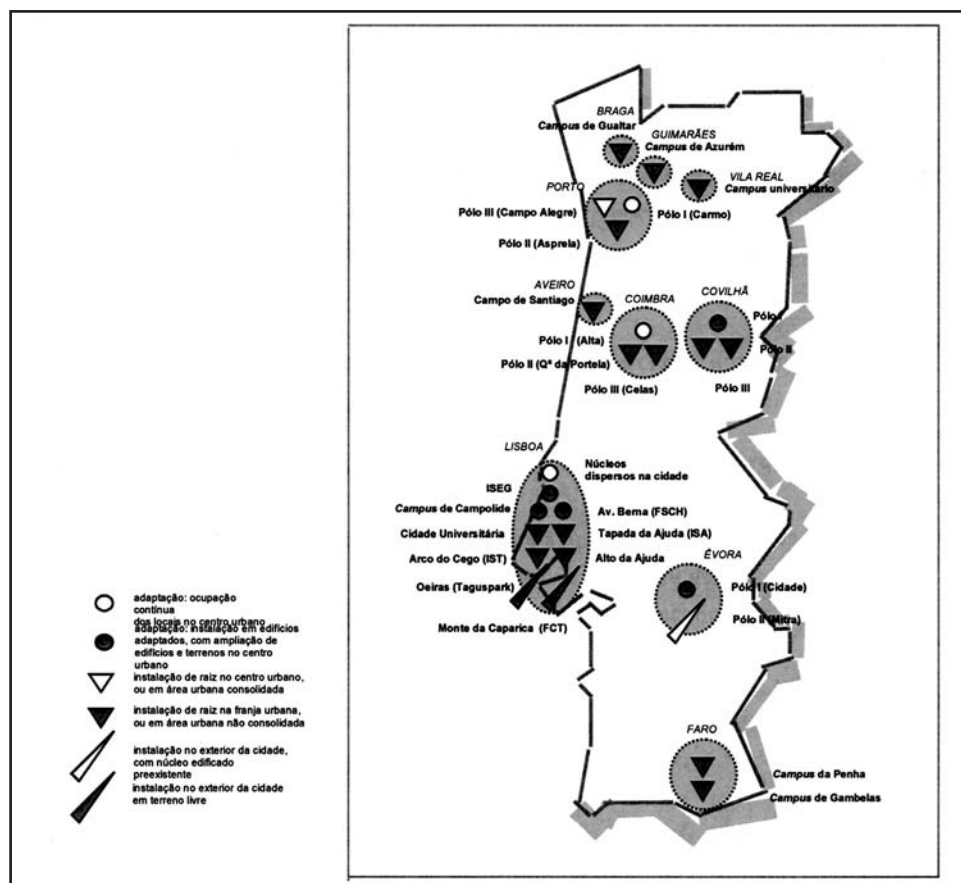 BRAGA
Campus de Gualtar
GUIMARÃES
Campus de Azurém
VILA REAL
Campus universitário
PORTO
Pólo III (Campo Alegre)
Pólo I (Carmo)
Pólo II (Asprela)
AVEIRO
Campo de Santiago
COIMBRA
COVILHÃ
Pólo I
Pólo I (Alta)
Pólo II
Pólo II (Qª da Portela)
Pólo III (Celas)
Pólo III
LISBOA
Núcleos
dispersos na cidade
ISEG
Campus de Campolide
Av. Berna (FSCH)
Cidade Universitária
Tapada da Ajuda (ISA)
Arco do Cego (IST)
Alto da Ajuda
ÉVORA
Oeiras (Taguspark)
Pólo I (Cidade)
Monte da Caparica (FCT)
Pólo II (Mitra)
FARO
Campus da Penha
Campus de Gambelas
adaptação: ocupação
contínua
dos locais no centro urbano
adaptação: instalação em edifícios
adaptados, com ampliação de
edifícios e terrenos no centro
urbano
instalação de raiz no centro urbano,
ou em área urbana consolidada
instalação de raiz na franja urbana,
ou em área urbana não consolidada
instalação no exterior da cidade,
com núcleo edificado
preexistente
instalação no exterior da cidade
em terreno livre